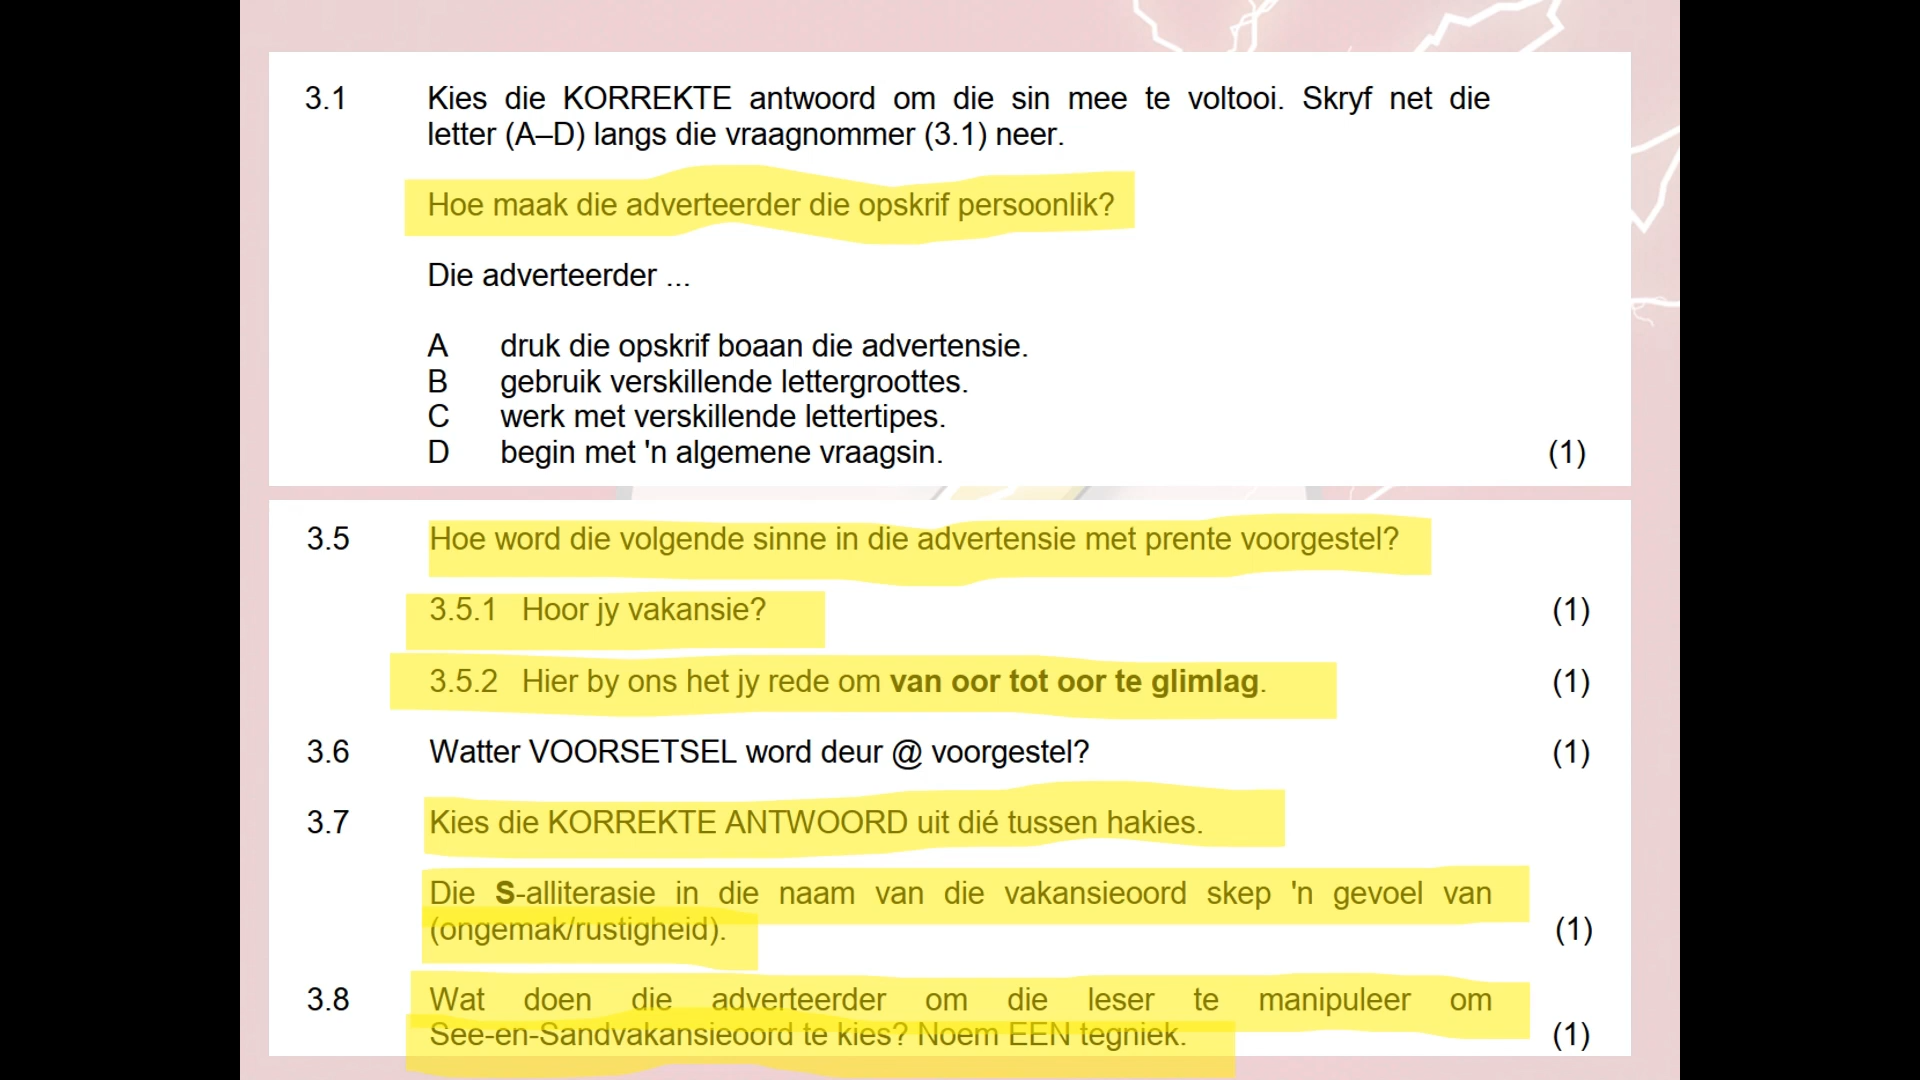 3.1 Kies die KORREKTE antwoord om die sin mee te voltooi. Skryf net die
letter (A–D) langs die vraagnommer (3.1) neer.
Hoe maak die adverteerder die opskrif persoonlik?
Die adverteerder ...
A druk die opskrif boaan die advertensie.
B gebruik verskillende lettergroottes.
C werk met verskillende lettertipes.
D begin met 'n algemene vraagsin. (1)
3.5 Hoe word die volgende sinne in die advertensie met prente voorgestel?
3.5.1 Hoor jy vakansie? (1)
3.5.2 Hier by ons het jy rede om van oor tot oor te glimlag. (1)
3.6 Watter VOORSETSEL word deur @ voorgestel? (1)
3.7 Kies die KORREKTE ANTWOORD uit dié tussen hakies.
Die S-alliterasie in die naam van die vakansieoord skep 'n gevoel van
(ongemak/rustigheid). (1)
3.8 Wat doen die adverteerder om die leser te manipuleer om
See-en-Sandvakansieoord te kies? Noem EEN tegniek. (1)